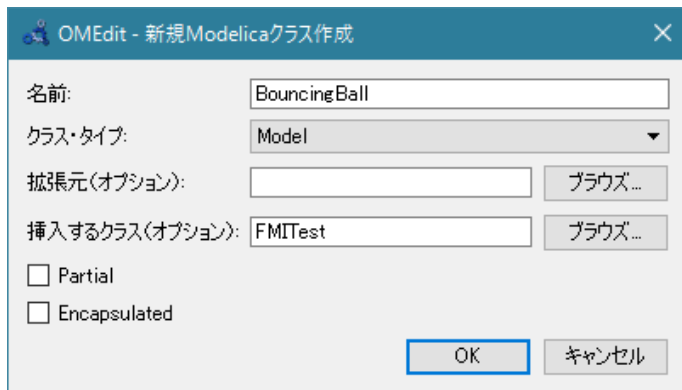 OMEdit - 新規Modelicaクラス作成
名前: BouncingBall
クラス・タイプ: Model
拡張元(オプション): ブラウズ...
挿入するクラス(オプション): FMITest ブラウズ...
Partial
Encapsulated
OK キャンセル